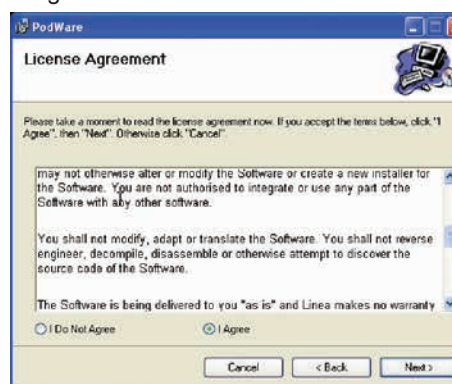 PodWare
License Agreement
Please take a moment to read the license agreement now. If you accept the terms below, click "I
Agree", then "Next". Otherwise click "Cancel".
may not otherwise alter or modify the Software or create a new installer for
the Software. You are not authorised to integrate or use any part of the
Software with any other software.
You shall not modify, adapt or translate the Software. You shall not reverse
engineer, decompile, disassemble or otherwise attempt to discover the
source code of the Software.
The Software is being delivered to you "as is" and Linea makes no warranty
I Do Not Agree
I Agree
Cancel
< Back
Next >